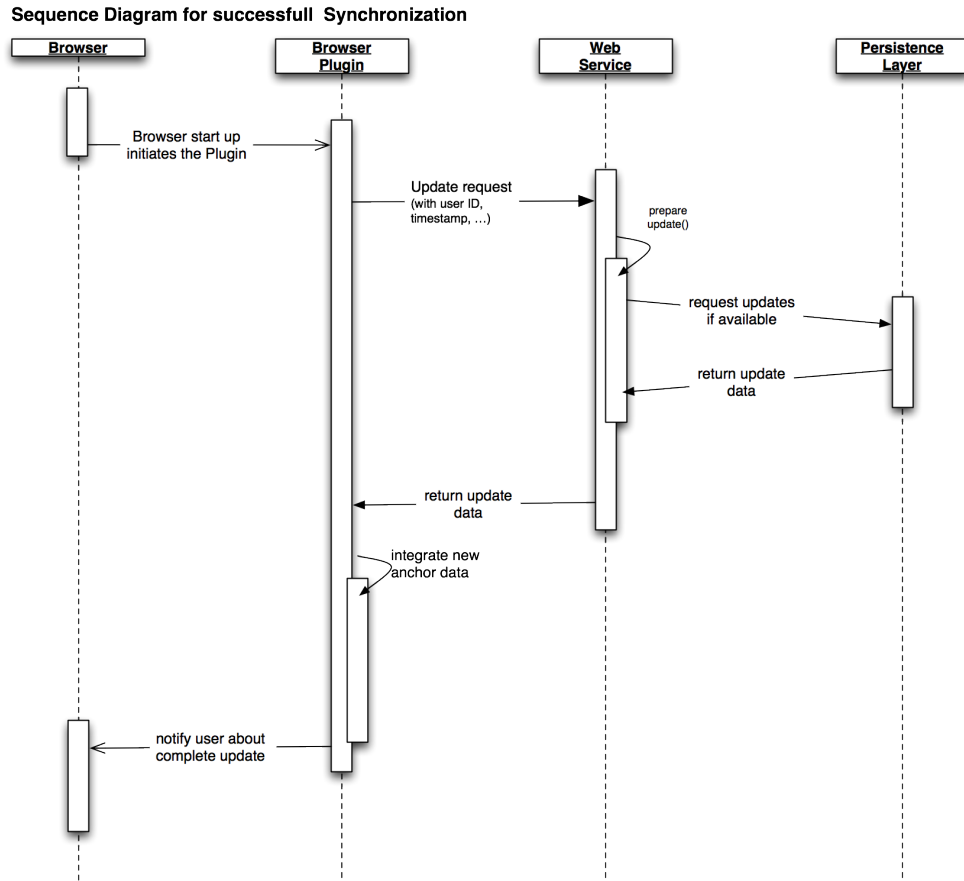 Sequence Diagram for successfull Synchronization
Browser
Browser
Plugin
Web
Service
Persistence
Layer
Browser start up
initiates the Plugin
Update request
(with user ID,
timestamp, ...)
prepare
update()
request updates
if available
return update
data
return update
data
integrate new
anchor data
notify user about
complete update